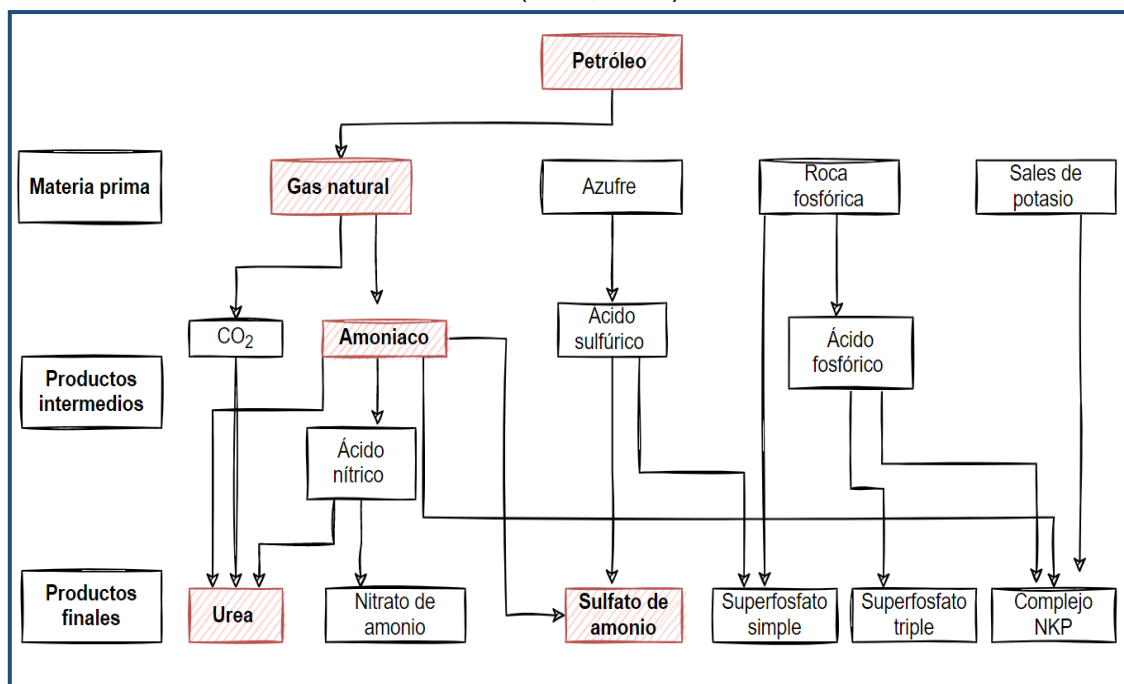 Petróleo
Materia prima
Gas natural
Azufre
Roca
fosfórica
Sales de
potasio
CO2
Amoniaco
Ácido
sulfúrico
Ácido
fosfórico
Productos
intermedios
Ácido
nítrico
Productos
finales
Urea
Nitrato de
amonio
Sulfato de
amonio
Superfosfato
simple
Superfosfato
triple
Complejo
NKP